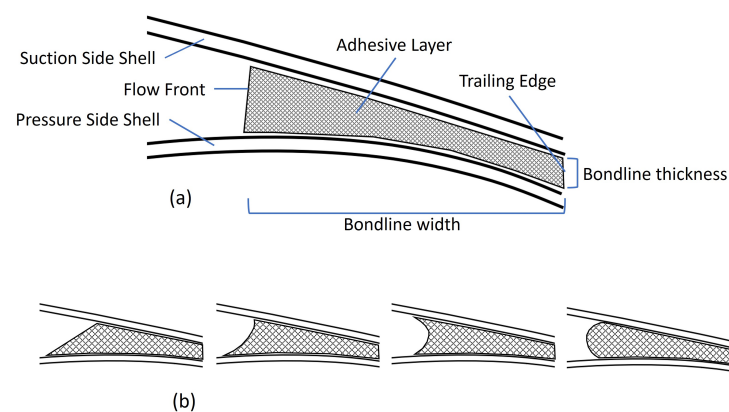 Suction Side Shell
Adhesive Layer
Flow Front
Trailing Edge
Pressure Side Shell
Bondline thickness
(a)
Bondline width
(b)